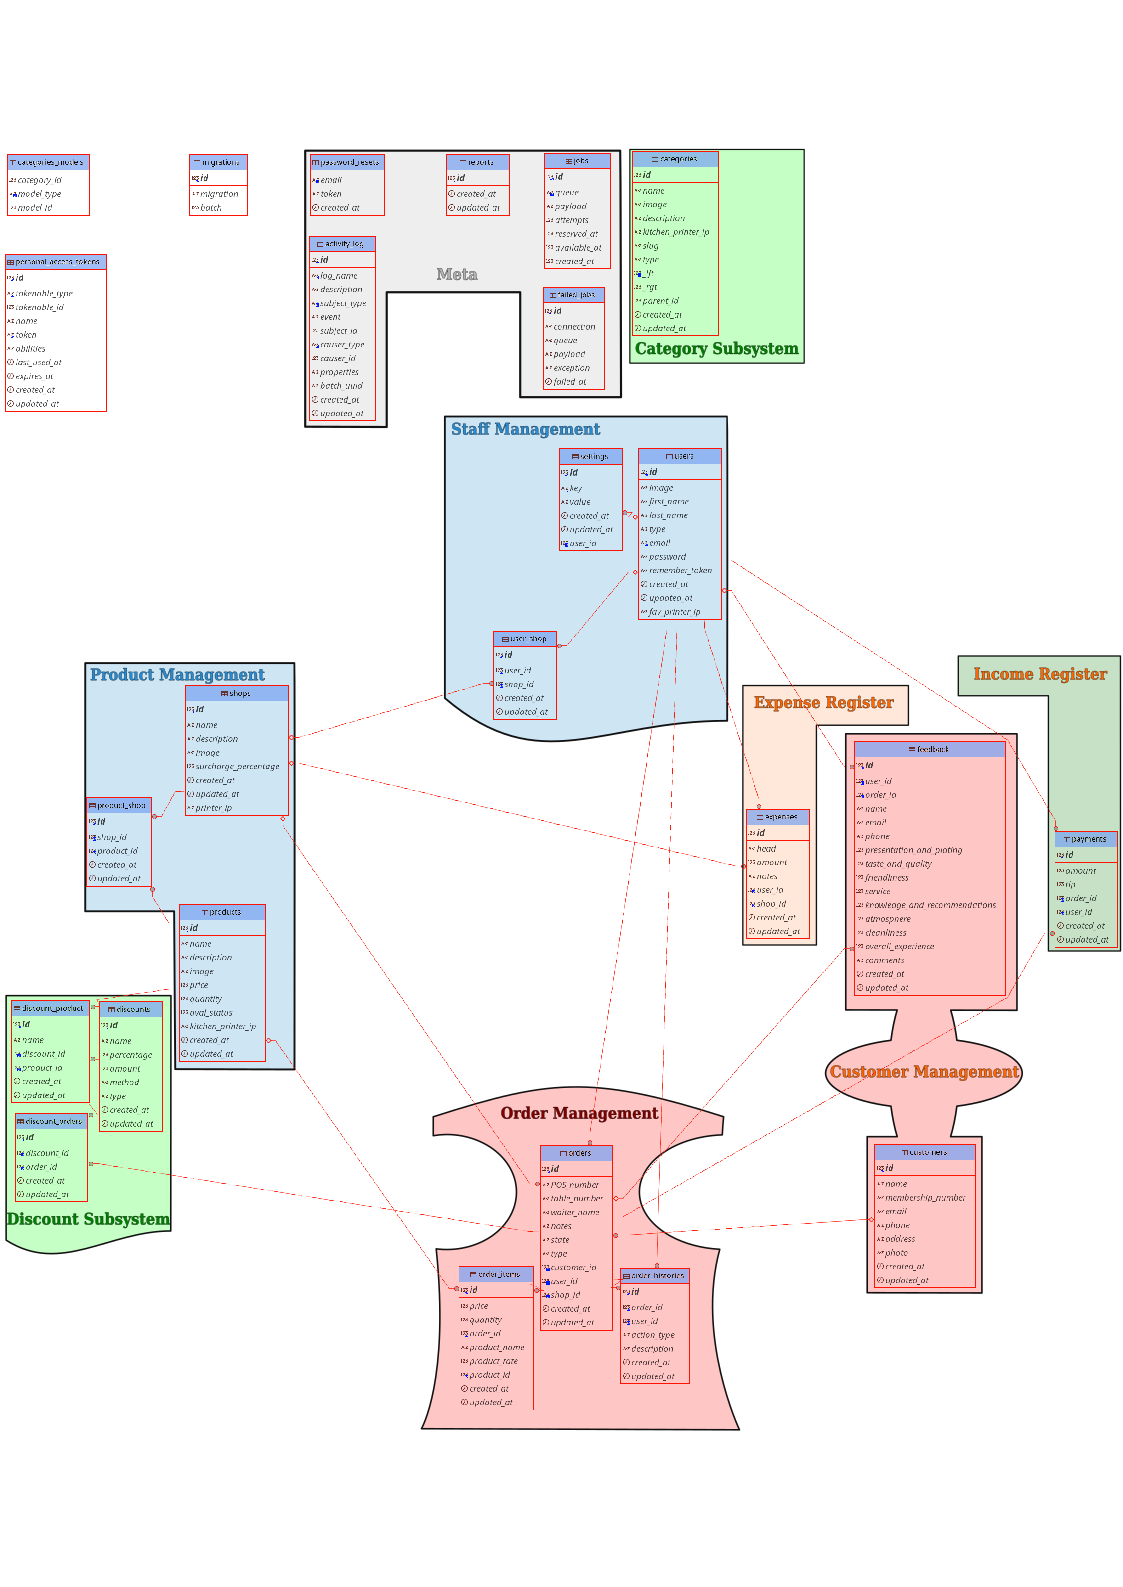 categories_models
category_id
model_type
model_id
migrations
id
migration
batch
personal_access_tokens
id
tokenable_type
tokenable_id
name
token
abilities
last_used_at
expires_at
created_at
updated_at
password_resets
email
token
created_at
reports
id
created_at
updated_at
jobs
id
queue
payload
attempts
reserved_at
available_at
created_at
activity_log
id
log_name
description
subject_type
event
subject_id
causer_type
causer_id
properties
batch_uuid
created_at
updated_at
Meta
failed_jobs
id
connection
queue
payload
exception
failed_at
categories
id
name
image
description
kitchen_printer_ip
slug
type
_lft
_rgt
parent_id
created_at
updated_at
Category Subsystem
Staff Management
settings
id
key
value
created_at
updated_at
user_id
users
id
image
first_name
last_name
type
email
password
remember_token
created_at
updated_at
fav_printer_ip
user_shop
id
user_id
shop_id
created_at
updated_at
Product Management
shops
id
name
description
image
surcharge_percentage
created_at
updated_at
printer_ip
product_shop
id
shop_id
product_id
created_at
updated_at
products
id
name
description
image
price
quantity
aval_status
kitchen_printer_ip
created_at
updated_at
Expense Register
expenses
id
head
amount
notes
user_id
shop_id
created_at
updated_at
Income Register
payments
id
amount
tip
order_id
user_id
created_at
updated_at
feedback
id
user_id
order_id
name
email
phone
presentation_and_plating
taste_and_quality
friendliness
service
knowlege_and_recommendations
atmosphere
cleanliness
overall_experience
comments
created_at
updated_at
Customer Management
customers
id
name
membership_number
email
phone
address
photo
created_at
updated_at
discount_product
id
name
discount_id
product_id
created_at
updated_at
discounts
id
name
percentage
amount
method
type
created_at
updated_at
discount_orders
id
discount_id
order_id
created_at
updated_at
Discount Subsystem
Order Management
orders
id
POS_number
table_number
waiter_name
notes
state
type
customer_id
user_id
shop_id
created_at
updated_at
order_items
id
price
quantity
order_id
product_name
product_rate
product_id
created_at
updated_at
order_histories
id
order_id
user_id
action_type
description
created_at
updated_at